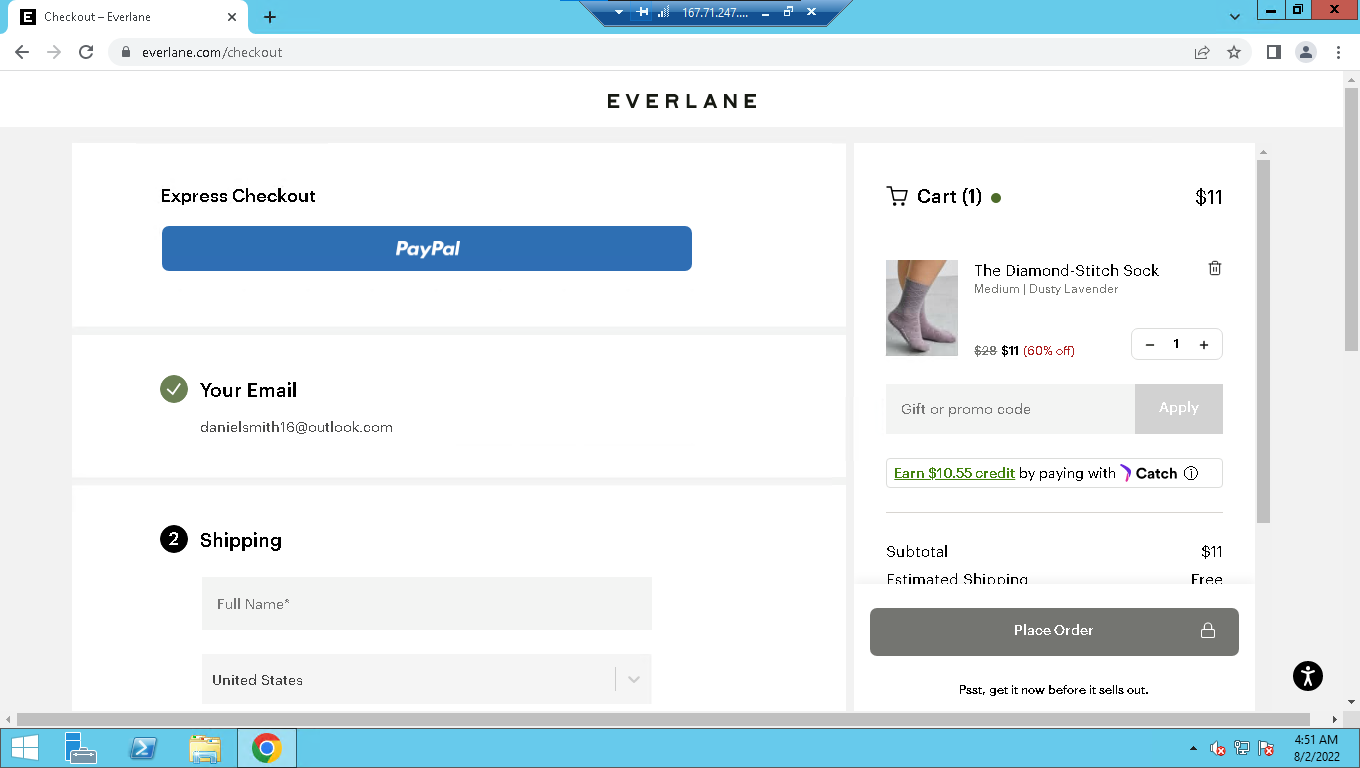 Checkout – Everlane
167.71.247....
everlane.com/checkout
EVERLANE
Express Checkout
PayPal
Your Email
danielsmith16@outlook.com
2 Shipping
Full Name*
United States
Cart (1) $11
The Diamond-Stitch Sock
Medium | Dusty Lavender
$28 $11 (60% off) − 1 +
Gift or promo code Apply
Earn $10.55 credit by paying with Catch
Subtotal $11
Estimated Shipping Free
Place Order
Psst, get it now before it sells out.
4:51 AM
8/2/2022